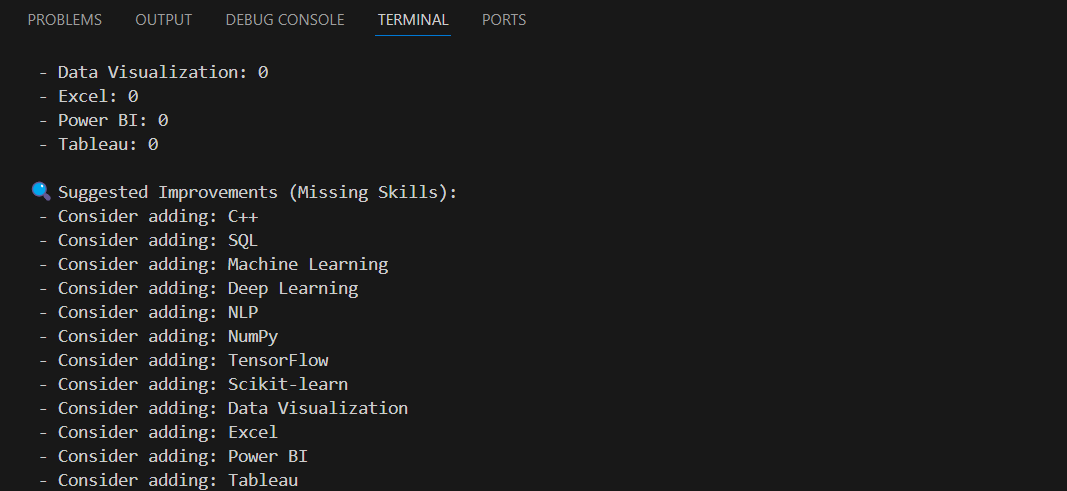 PROBLEMS OUTPUT DEBUG CONSOLE TERMINAL PORTS
- Data Visualization: 0
- Excel: 0
- Power BI: 0
- Tableau: 0
🔍 Suggested Improvements (Missing Skills):
- Consider adding: C++
- Consider adding: SQL
- Consider adding: Machine Learning
- Consider adding: Deep Learning
- Consider adding: NLP
- Consider adding: NumPy
- Consider adding: TensorFlow
- Consider adding: Scikit-learn
- Consider adding: Data Visualization
- Consider adding: Excel
- Consider adding: Power BI
- Consider adding: Tableau